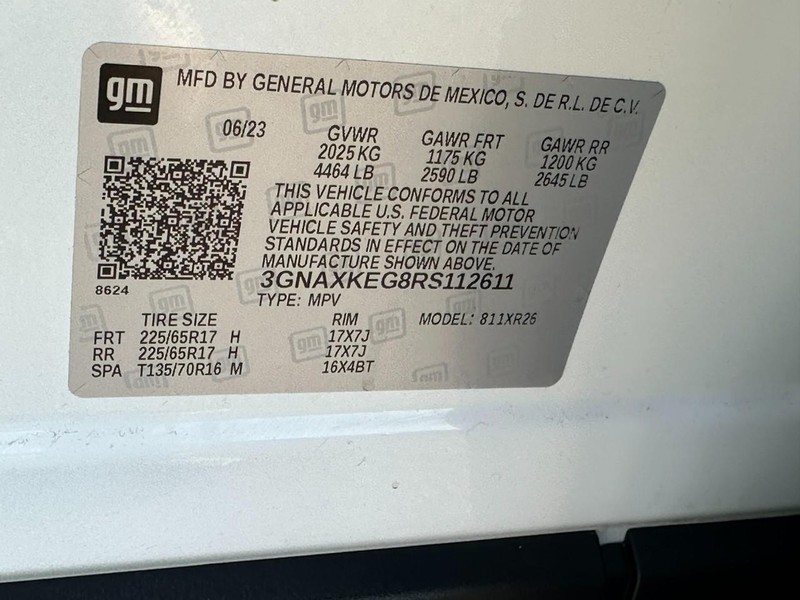 gm MFD BY GENERAL MOTORS DE MEXICO, S. DE R.L. DE C.V.
06/23 GVWR GAWR FRT GAWR RR
2025 KG 1175 KG 1200 KG
4464 LB 2590 LB 2645 LB
THIS VEHICLE CONFORMS TO ALL
APPLICABLE U.S. FEDERAL MOTOR
VEHICLE SAFETY AND THEFT PREVENTION
STANDARDS IN EFFECT ON THE DATE OF
MANUFACTURE SHOWN ABOVE.
3GNAXKEG8RS112611
8624
TYPE: MPV
TIRE SIZE RIM MODEL: 811XR26
FRT 225/65R17 H 17X7J
RR 225/65R17 H 17X7J
SPA T135/70R16 M 16X4BT